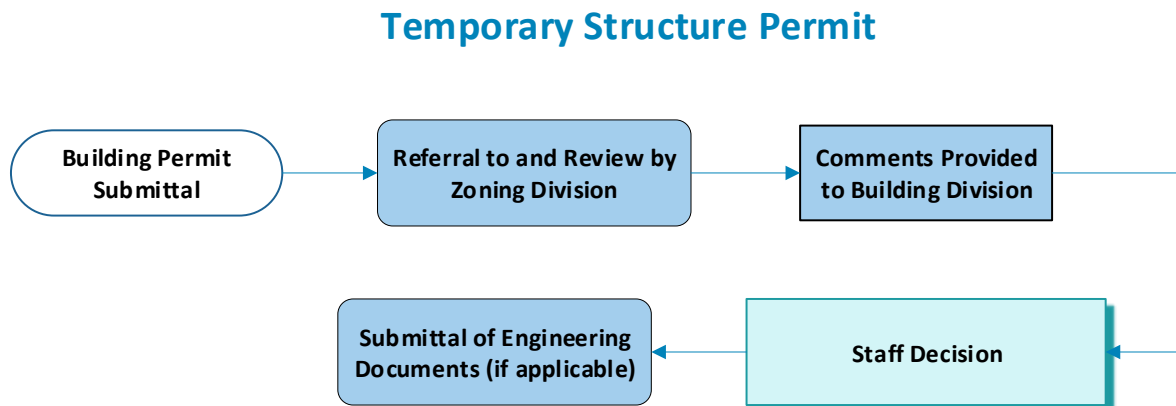 Temporary Structure Permit
Building Permit
Submittal
Referral to and Review by
Zoning Division
Comments Provided
to Building Division
Submittal of Engineering
Documents (if applicable)
Staff Decision